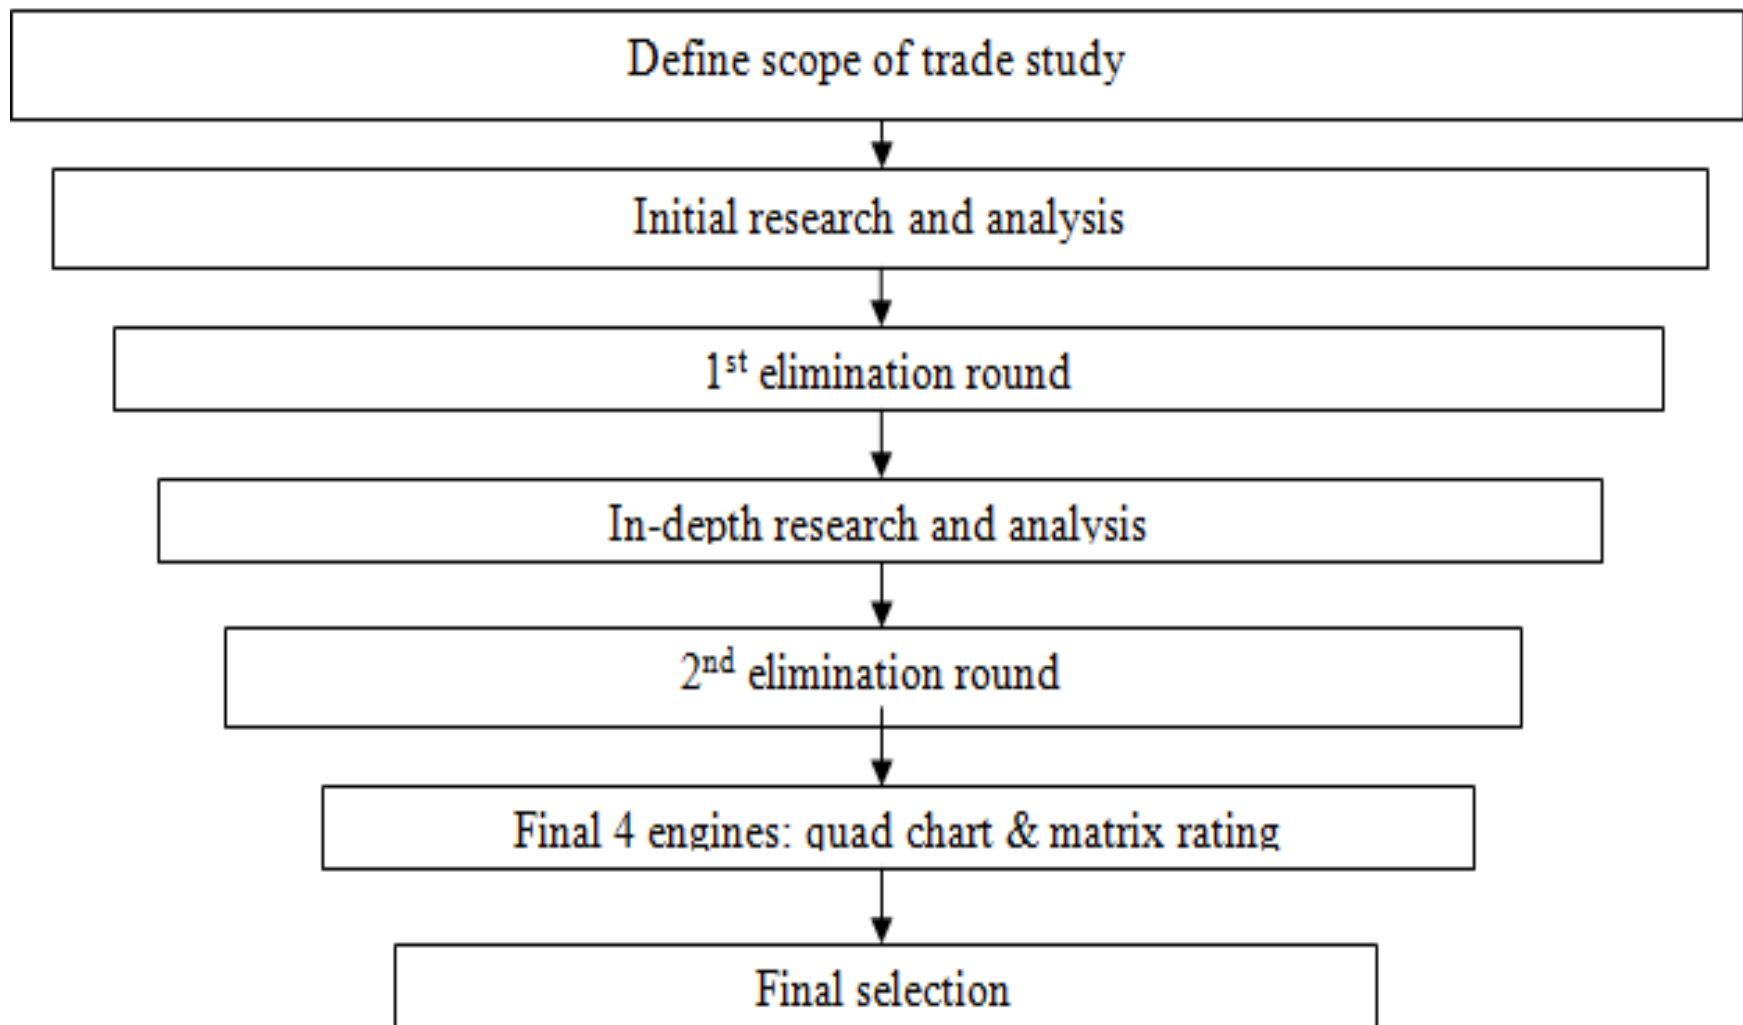 Define scope of trade study
Initial research and analysis
1st elimination round
In-depth research and analysis
2nd elimination round
Final 4 engines: quad chart & matrix rating
Final selection